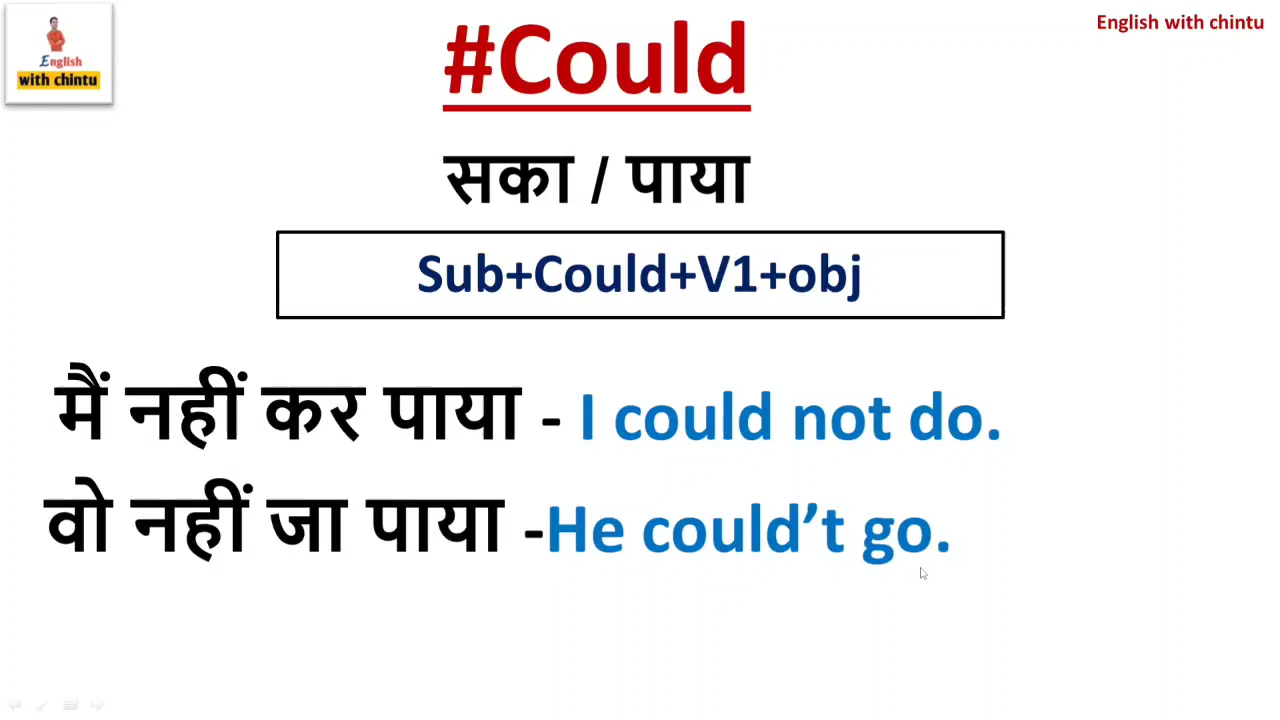 English
with chintu
English with chintu
#Could
सका / पाया
Sub+Could+V1+obj
मैं नहीं कर पाया - I could not do.
वो नहीं जा पाया -He could’t go.